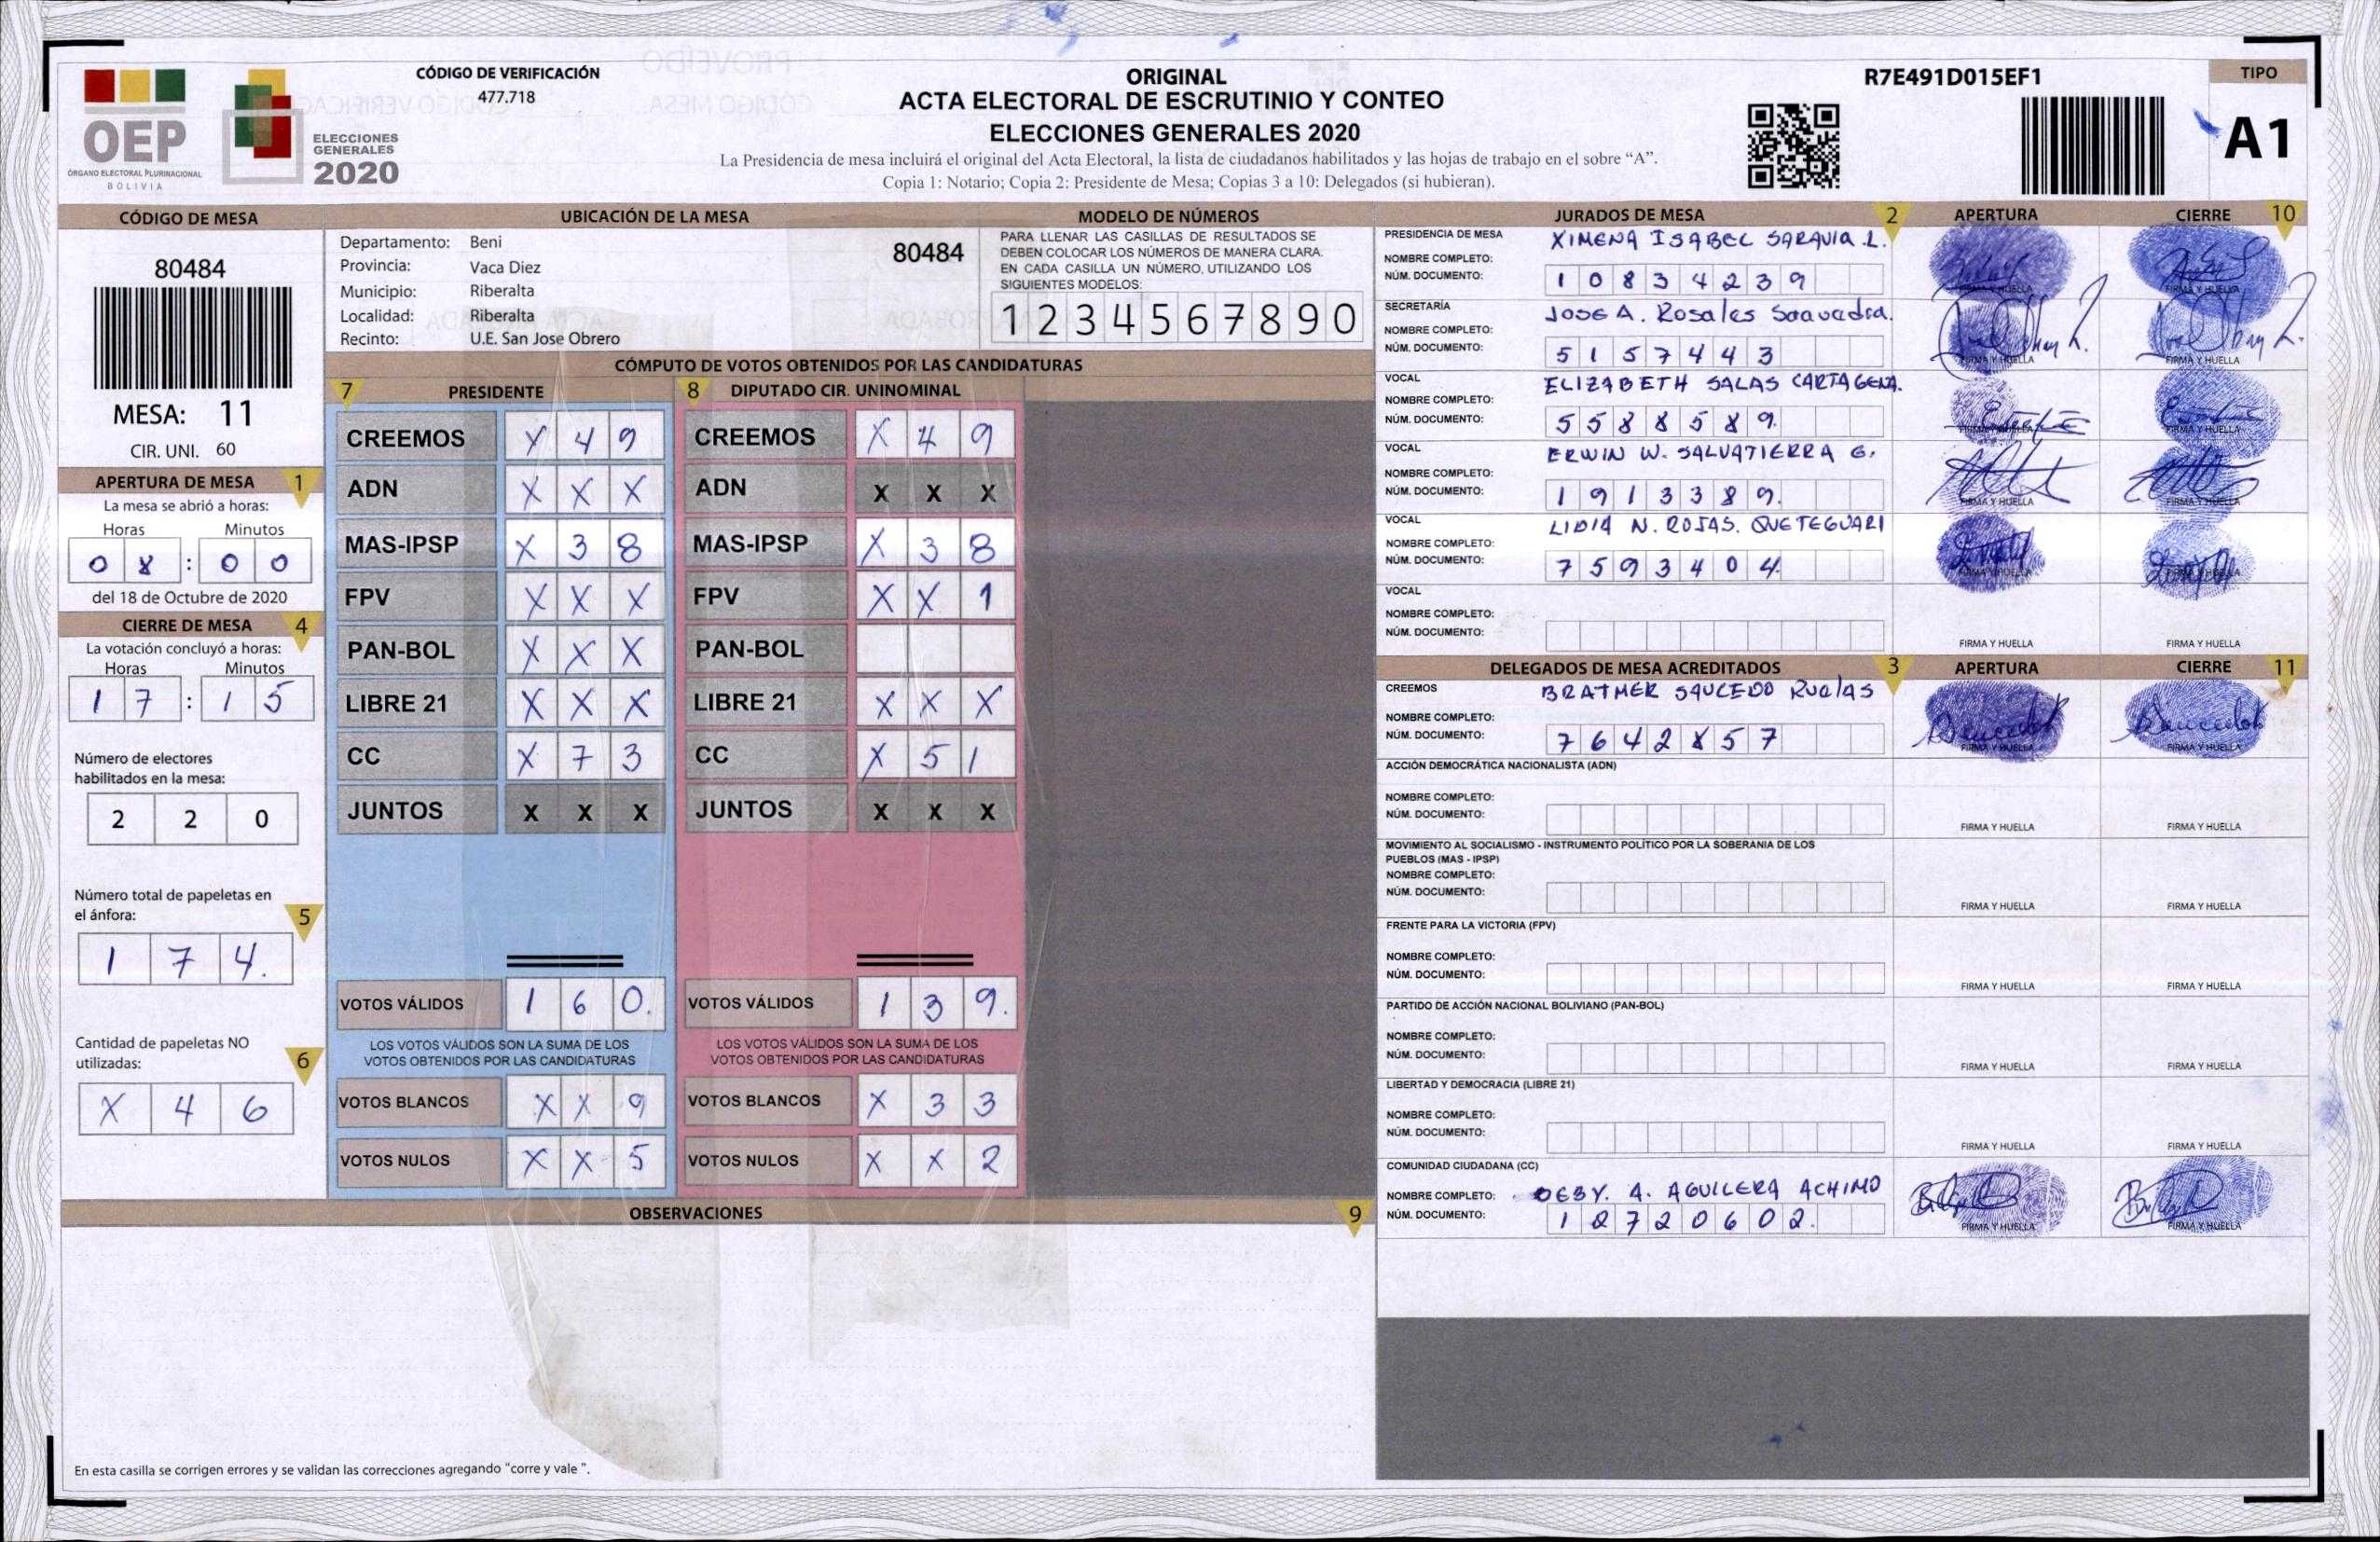 OEP
ÓRGANO ELECTORAL PLURINACIONAL
BOLIVIA
ELECCIONES
GENERALES
2020
CÓDIGO DE VERIFICACIÓN
477.718
ORIGINAL
ACTA ELECTORAL DE ESCRUTINIO Y CONTEO
ELECCIONES GENERALES 2020
La Presidencia de mesa incluirá el original del Acta Electoral, la lista de ciudadanos habilitados y las hojas de trabajo en el sobre “A”.
Copia 1: Notario; Copia 2: Presidente de Mesa; Copias 3 a 10: Delegados (si hubieran).
R7E491D015EF1
TIPO
A1
CÓDIGO DE MESA
80484
MESA: 11
CIR. UNI. 60
APERTURA DE MESA 1
La mesa se abrió a horas:
Horas Minutos
0 8 : 0 0
del 18 de Octubre de 2020
CIERRE DE MESA 4
La votación concluyó a horas:
Horas Minutos
1 7 : 1 5
Número de electores
habilitados en la mesa:
2 2 0
Número total de papeletas en
el ánfora: 5
1 7 4.
Cantidad de papeletas NO
utilizadas: 6
X 4 6
UBICACIÓN DE LA MESA
Departamento: Beni
Provincia: Vaca Diez
Municipio: Riberalta
Localidad: Riberalta
Recinto: U.E. San Jose Obrero
80484
MODELO DE NÚMEROS
PARA LLENAR LAS CASILLAS DE RESULTADOS SE
DEBEN COLOCAR LOS NÚMEROS DE MANERA CLARA.
EN CADA CASILLA UN NÚMERO, UTILIZANDO LOS
SIGUIENTES MODELOS:
1 2 3 4 5 6 7 8 9 0
CÓMPUTO DE VOTOS OBTENIDOS POR LAS CANDIDATURAS
7 PRESIDENTE 8 DIPUTADO CIR. UNINOMINAL
CREEMOS X 4 9 CREEMOS X 4 9
ADN X X X ADN X X X
MAS-IPSP X 3 8 MAS-IPSP X 3 8
FPV X X X FPV X X 1
PAN-BOL X X X PAN-BOL
LIBRE 21 X X X LIBRE 21 X X X
CC X 7 3 CC X 5 1
JUNTOS X X X JUNTOS X X X
VOTOS VÁLIDOS 1 6 0. VOTOS VÁLIDOS 1 3 9.
LOS VOTOS VÁLIDOS SON LA SUMA DE LOS LOS VOTOS VÁLIDOS SON LA SUMA DE LOS
VOTOS OBTENIDOS POR LAS CANDIDATURAS VOTOS OBTENIDOS POR LAS CANDIDATURAS
VOTOS BLANCOS X X 9 VOTOS BLANCOS X 3 3
VOTOS NULOS X X 5 VOTOS NULOS X X 2
OBSERVACIONES 9
En esta casilla se corrigen errores y se validan las correcciones agregando "corre y vale ".
JURADOS DE MESA 2 APERTURA CIERRE 10
PRESIDENCIA DE MESA XIMENA ISABEL SARAVIA L.
NOMBRE COMPLETO:
NÚM. DOCUMENTO: 1 0 8 3 4 2 3 9
FIRMA Y HUELLA FIRMA Y HUELLA
SECRETARÍA JOSE A. Rosales Saavedra.
NOMBRE COMPLETO:
NÚM. DOCUMENTO: 5 1 5 7 4 4 3
FIRMA Y HUELLA FIRMA Y HUELLA
VOCAL ELIZABETH SALAS CARTAGENA.
NOMBRE COMPLETO:
NÚM. DOCUMENTO: 5 5 8 8 5 8 9.
FIRMA Y HUELLA FIRMA Y HUELLA
VOCAL ERWIN W. SALVATIERRA G.
NOMBRE COMPLETO:
NÚM. DOCUMENTO: 1 9 1 3 3 8 9.
FIRMA Y HUELLA FIRMA Y HUELLA
VOCAL LIDIA N. ROJAS. QUETEGUARI
NOMBRE COMPLETO:
NÚM. DOCUMENTO: 7 5 9 3 4 0 4.
FIRMA Y HUELLA FIRMA Y HUELLA
VOCAL
NOMBRE COMPLETO:
NÚM. DOCUMENTO:
FIRMA Y HUELLA FIRMA Y HUELLA
DELEGADOS DE MESA ACREDITADOS 3 APERTURA CIERRE 11
CREEMOS BRATMER SAUCEDO Ruelas
NOMBRE COMPLETO:
NÚM. DOCUMENTO: 7 6 4 2 8 5 7
FIRMA Y HUELLA FIRMA Y HUELLA
ACCIÓN DEMOCRÁTICA NACIONALISTA (ADN)
NOMBRE COMPLETO:
NÚM. DOCUMENTO:
FIRMA Y HUELLA FIRMA Y HUELLA
MOVIMIENTO AL SOCIALISMO - INSTRUMENTO POLÍTICO POR LA SOBERANIA DE LOS
PUEBLOS (MAS - IPSP)
NOMBRE COMPLETO:
NÚM. DOCUMENTO:
FIRMA Y HUELLA FIRMA Y HUELLA
FRENTE PARA LA VICTORIA (FPV)
NOMBRE COMPLETO:
NÚM. DOCUMENTO:
FIRMA Y HUELLA FIRMA Y HUELLA
PARTIDO DE ACCIÓN NACIONAL BOLIVIANO (PAN-BOL)
NOMBRE COMPLETO:
NÚM. DOCUMENTO:
FIRMA Y HUELLA FIRMA Y HUELLA
LIBERTAD Y DEMOCRACIA (LIBRE 21)
NOMBRE COMPLETO:
NÚM. DOCUMENTO:
FIRMA Y HUELLA FIRMA Y HUELLA
COMUNIDAD CIUDADANA (CC)
NOMBRE COMPLETO: DEBY. A. AGUILERA ACHIMO
NÚM. DOCUMENTO: 1 2 7 2 0 6 0 2.
FIRMA Y HUELLA FIRMA Y HUELLA